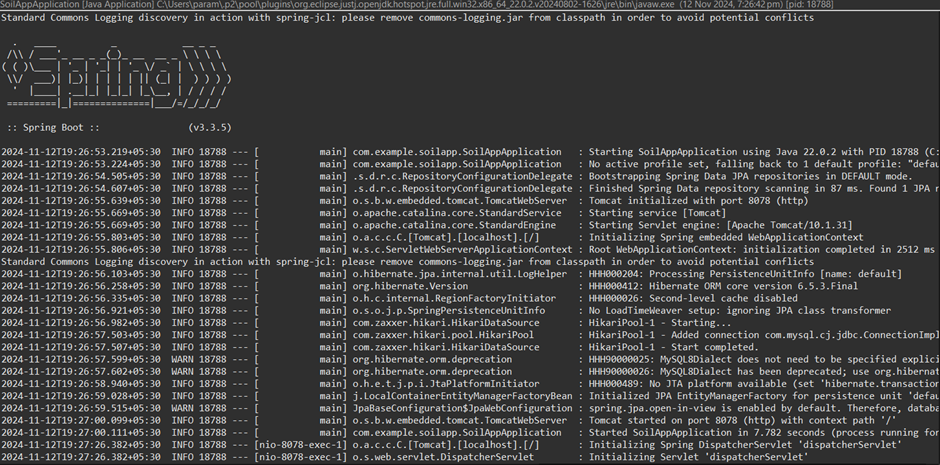 SoilAppApplication [Java Application] C:\Users\param_.p2\pool\plugins\org.eclipse.justj.openjdk.hotspot.jre.full.win32.x86_64_22.0.2.v20240802-1626\jre\bin\javaw.exe (12 Nov 2024, 7:26:42 pm) [pid: 18788]
Standard Commons Logging discovery in action with spring-jcl: please remove commons-logging.jar from classpath in order to avoid potential conflicts
Spring
:: Spring Boot :: (v3.3.5)
2024-11-12T19:26:53.219+05:30 INFO 18788 --- [ main] com.example.soilapp.SoilAppApplication : Starting SoilAppApplication using Java 22.0.2 with PID 18788 (C:
2024-11-12T19:26:53.224+05:30 INFO 18788 --- [ main] com.example.soilapp.SoilAppApplication : No active profile set, falling back to 1 default profile: "defau
2024-11-12T19:26:54.505+05:30 INFO 18788 --- [ main] .s.d.r.c.RepositoryConfigurationDelegate : Bootstrapping Spring Data JPA repositories in DEFAULT mode.
2024-11-12T19:26:54.607+05:30 INFO 18788 --- [ main] .s.d.r.c.RepositoryConfigurationDelegate : Finished Spring Data repository scanning in 87 ms. Found 1 JPA r
2024-11-12T19:26:55.639+05:30 INFO 18788 --- [ main] o.s.b.w.embedded.tomcat.TomcatWebServer : Tomcat initialized with port 8078 (http)
2024-11-12T19:26:55.669+05:30 INFO 18788 --- [ main] o.apache.catalina.core.StandardService : Starting service [Tomcat]
2024-11-12T19:26:55.669+05:30 INFO 18788 --- [ main] o.apache.catalina.core.StandardEngine : Starting Servlet engine: [Apache Tomcat/10.1.31]
2024-11-12T19:26:55.803+05:30 INFO 18788 --- [ main] o.a.c.c.C.[Tomcat].[localhost].[/] : Initializing Spring embedded WebApplicationContext
2024-11-12T19:26:55.806+05:30 INFO 18788 --- [ main] w.s.c.ServletWebServerApplicationContext : Root WebApplicationContext: initialization completed in 2512 ms
Standard Commons Logging discovery in action with spring-jcl: please remove commons-logging.jar from classpath in order to avoid potential conflicts
2024-11-12T19:26:56.103+05:30 INFO 18788 --- [ main] o.hibernate.jpa.internal.util.LogHelper : HHH000204: Processing PersistenceUnitInfo [name: default]
2024-11-12T19:26:56.258+05:30 INFO 18788 --- [ main] org.hibernate.Version : HHH000412: Hibernate ORM core version 6.5.3.Final
2024-11-12T19:26:56.335+05:30 INFO 18788 --- [ main] o.h.c.internal.RegionFactoryInitiator : HHH000026: Second-level cache disabled
2024-11-12T19:26:56.921+05:30 INFO 18788 --- [ main] o.s.o.j.p.SpringPersistenceUnitInfo : No LoadTimeWeaver setup: ignoring JPA class transformer
2024-11-12T19:26:56.982+05:30 INFO 18788 --- [ main] com.zaxxer.hikari.HikariDataSource : HikariPool-1 - Starting...
2024-11-12T19:26:57.503+05:30 INFO 18788 --- [ main] com.zaxxer.hikari.pool.HikariPool : HikariPool-1 - Added connection com.mysql.cj.jdbc.ConnectionImpl
2024-11-12T19:26:57.507+05:30 INFO 18788 --- [ main] com.zaxxer.hikari.HikariDataSource : HikariPool-1 - Start completed.
2024-11-12T19:26:57.599+05:30 WARN 18788 --- [ main] org.hibernate.orm.deprecation : HHH90000025: MySQL8Dialect does not need to be specified explici
2024-11-12T19:26:57.602+05:30 WARN 18788 --- [ main] org.hibernate.orm.deprecation : HHH90000026: MySQL8Dialect has been deprecated; use org.hibernat
2024-11-12T19:26:58.940+05:30 INFO 18788 --- [ main] o.h.e.t.j.p.i.JtaPlatformInitiator : HHH000489: No JTA platform available (set 'hibernate.transaction
2024-11-12T19:26:59.028+05:30 INFO 18788 --- [ main] j.LocalContainerEntityManagerFactoryBean : Initialized JPA EntityManagerFactory for persistence unit 'defau
2024-11-12T19:26:59.515+05:30 WARN 18788 --- [ main] JpaBaseConfiguration$JpaWebConfiguration : spring.jpa.open-in-view is enabled by default. Therefore, databa
2024-11-12T19:27:00.099+05:30 INFO 18788 --- [ main] o.s.b.w.embedded.tomcat.TomcatWebServer : Tomcat started on port 8078 (http) with context path '/'
2024-11-12T19:27:00.111+05:30 INFO 18788 --- [ main] com.example.soilapp.SoilAppApplication : Started SoilAppApplication in 7.782 seconds (process running for
2024-11-12T19:27:26.382+05:30 INFO 18788 --- [nio-8078-exec-1] o.a.c.c.C.[Tomcat].[localhost].[/] : Initializing Spring DispatcherServlet 'dispatcherServlet'
2024-11-12T19:27:26.382+05:30 INFO 18788 --- [nio-8078-exec-1] o.s.web.servlet.DispatcherServlet : Initializing Servlet 'dispatcherServlet'